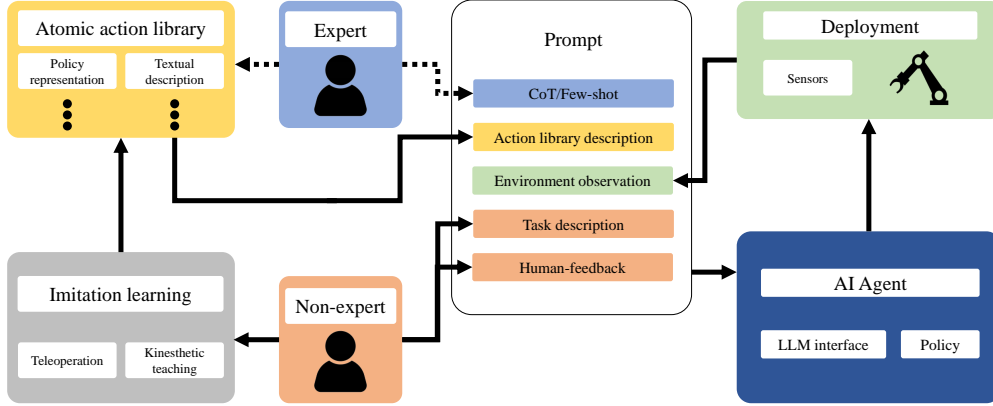 Atomic action library
Policy
representation
Textual
description
Expert
Prompt
CoT/Few-shot
Action library description
Environment observation
Task description
Human-feedback
Deployment
Sensors
Imitation learning
Teleoperation
Kinesthetic
teaching
Non-expert
AI Agent
LLM interface
Policy